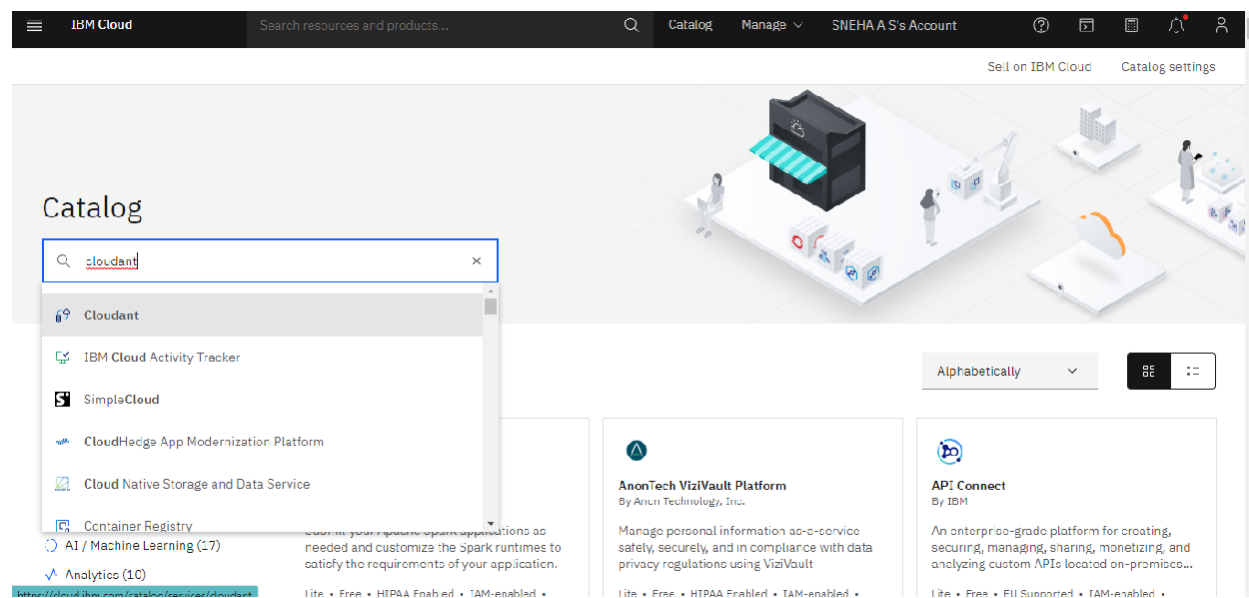 IBM Cloud
Search resources and products...
Catalog
Manage
SNEHA A S's Account
Sell on IBM Cloud
Catalog settings
Catalog
cloudant
Cloudant
IBM Cloud Activity Tracker
SimpleCloud
CloudHedge App Modernization Platform
Cloud Native Storage and Data Service
Container Registry
Alphabetically
AI / Machine Learning (17)
Analytics (10)
https://cloud.ibm.com/catalog/services/cloudant
your Apache Spark applications as
needed and customize the Spark runtimes to
satisfy the requirements of your application.
Lite • Free • HIPAA Enabled • IAM-enabled •
AnonTech ViziVault Platform
By Anon Technology, Inc.
Manage personal information as-a-service
safely, securely, and in compliance with data
privacy regulations using ViziVault
Lite • Free • HIPAA Enabled • IAM-enabled •
API Connect
By IBM
An enterprise-grade platform for creating,
securing, managing, sharing, monetizing, and
analyzing custom APIs located on-premises...
Lite • Free • EU Supported • IAM-enabled •